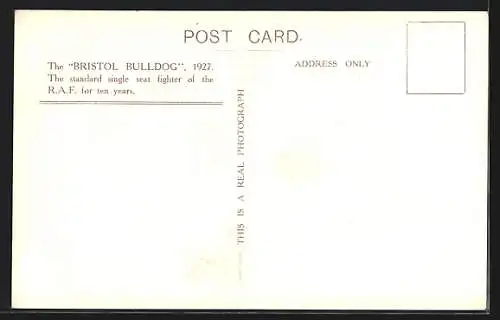 POST CARD.
The "BRISTOL BULLDOG", 1927.
The standard single seat fighter of the
R.A.F. for ten years.
ADDRESS ONLY
THIS IS A REAL PHOTOGRAPH